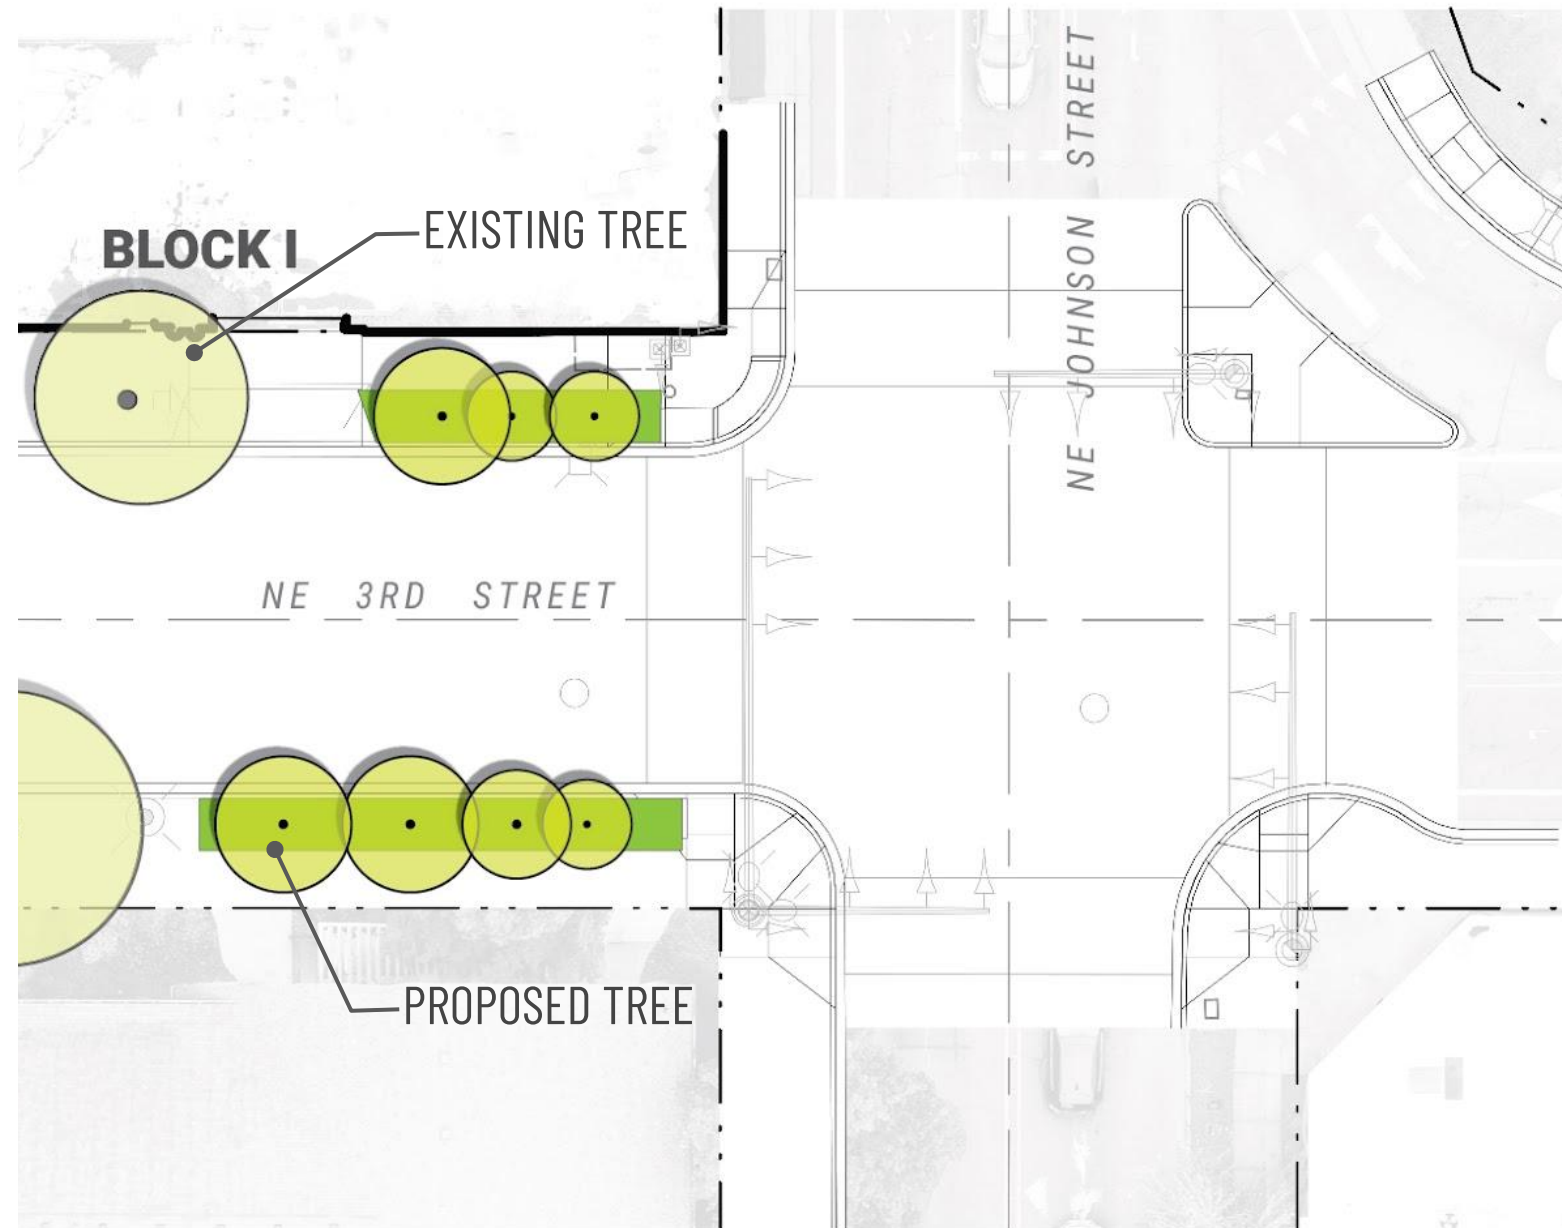 NE JOHNSON STREET
EXISTING TREE
BLOCK I
NE 3RD STREET
PROPOSED TREE